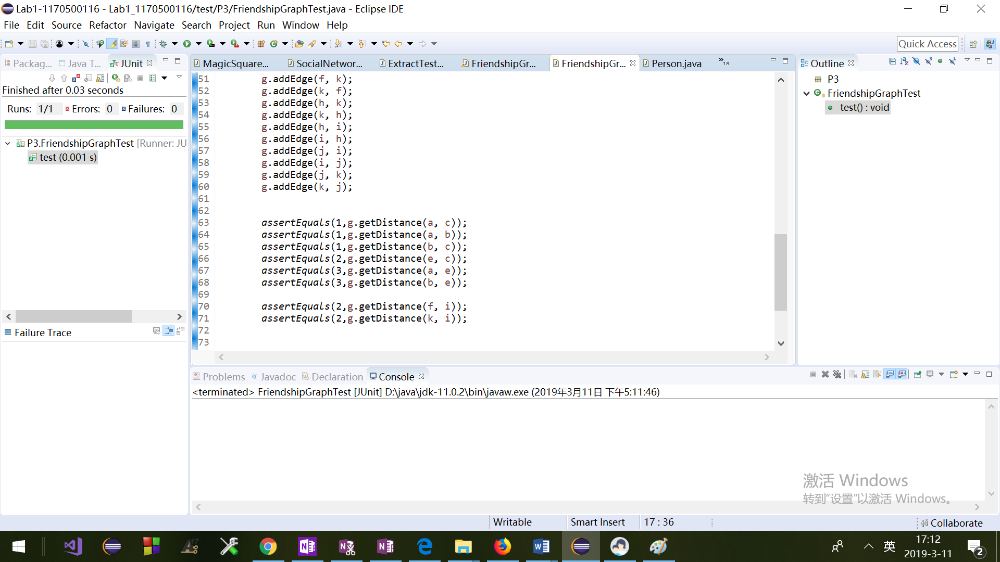 Lab1-1170500116 - Lab1_1170500116/test/P3/FriendshipGraphTest.java - Eclipse IDE
File Edit Source Refactor Navigate Search Project Run Window Help
Quick Access
Packag... Java T... JUnit
Finished after 0.03 seconds
Runs: 1/1 Errors: 0 Failures: 0
P3.FriendshipGraphTest [Runner: JU
test (0.001 s)
Failure Trace
MagicSquare... SocialNetwor... ExtractTest... FriendshipGr... FriendshipGr... Person.java »18
51 g.addEdge(f, k);
52 g.addEdge(k, f);
53 g.addEdge(h, k);
54 g.addEdge(k, h);
55 g.addEdge(h, i);
56 g.addEdge(i, h);
57 g.addEdge(j, i);
58 g.addEdge(i, j);
59 g.addEdge(j, k);
60 g.addEdge(k, j);
61
62
63 assertEquals(1,g.getDistance(a, c));
64 assertEquals(1,g.getDistance(a, b));
65 assertEquals(1,g.getDistance(b, c));
66 assertEquals(2,g.getDistance(e, c));
67 assertEquals(3,g.getDistance(a, e));
68 assertEquals(3,g.getDistance(b, e));
69
70 assertEquals(2,g.getDistance(f, i));
71 assertEquals(2,g.getDistance(k, i));
72
73
Outline
P3
FriendshipGraphTest
test() : void
Problems @ Javadoc Declaration Console
<terminated> FriendshipGraphTest [JUnit] D:\java\jdk-11.0.2\bin\javaw.exe (2019年3月11日 下午5:11:46)
激活 Windows
转到"设置"以激活 Windows。
Writable Smart Insert 17 : 36 Collaborate
英
17:12
2019-3-11
2